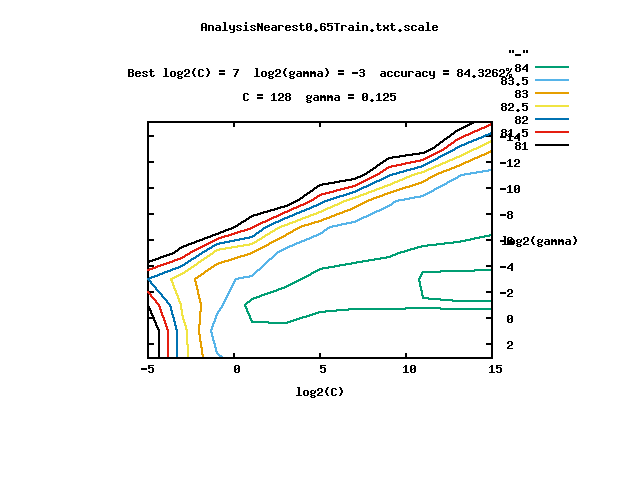 AnalysisNearest0.65Train.txt.scale
"-"
Best log2(C) = 7 log2(gamma) = -3 accuracy = 84.3262%
84
83.5
C = 128 gamma = 0.125
83
82.5
82
81.5
81
-14
-12
-10
-8
-6
log2(gamma)
-4
-2
0
2
-5 0 5 10 15
log2(C)